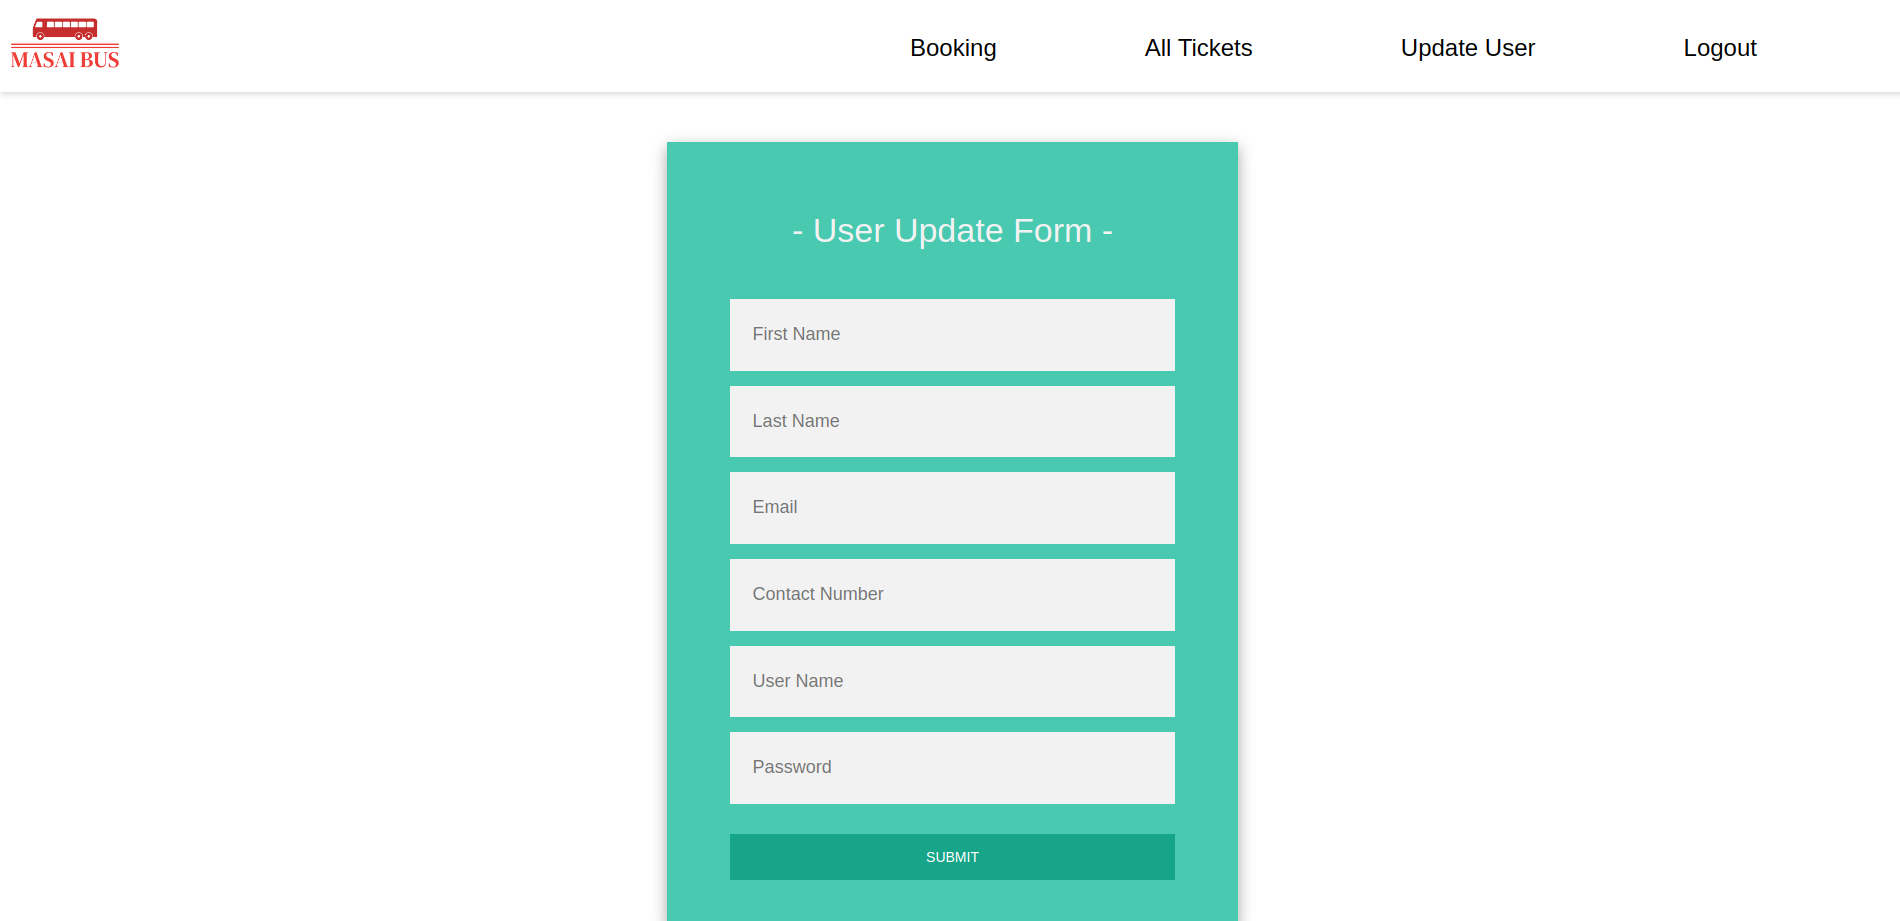 MASAI BUS
Booking
All Tickets
Update User
Logout
- User Update Form -
First Name
Last Name
Email
Contact Number
User Name
Password
SUBMIT